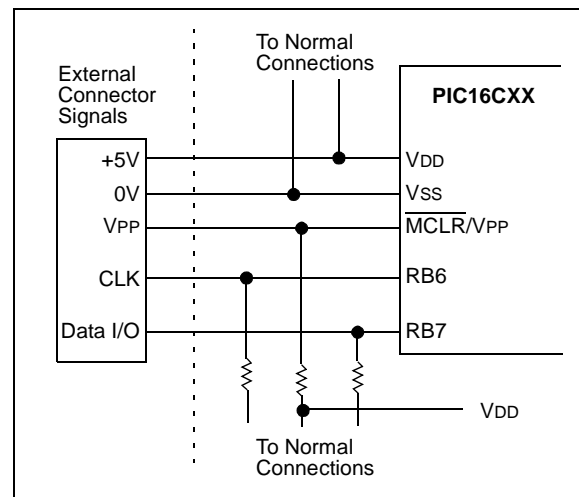 To Normal
Connections
External
Connector
Signals
PIC16CXX
+5V
VDD
0V
VSS
VPP
MCLR/VPP
CLK
RB6
Data I/O
RB7
VDD
To Normal
Connections